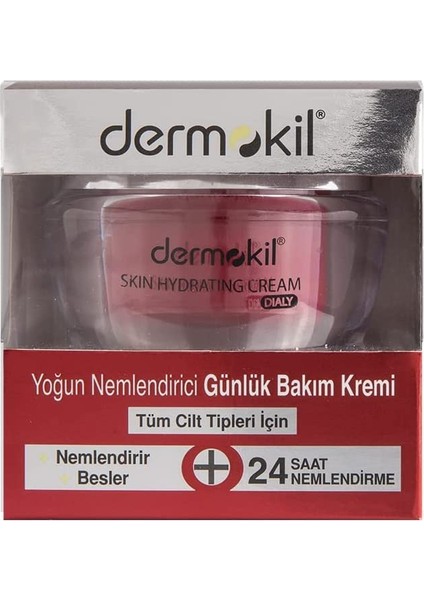 dermokil®
dermokil®
SKIN HYDRATING CREAM
DIALY
Yoğun Nemlendirici Günlük Bakım Kremi
Tüm Cilt Tipleri İçin
+ Nemlendirir
+ Besler
+
24 SAAT
NEMLENDİRME